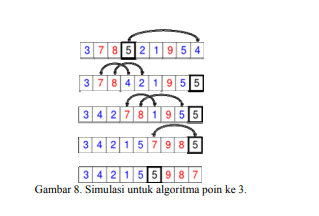 3 7 8 5 2 1 9 5 4
3 7 8 4 2 1 9 5 5
3 4 2 7 8 1 9 5 5
3 4 2 1 5 7 9 8 5
3 4 2 1 5 5 9 8 7
Gambar 8. Simulasi untuk algoritma poin ke 3.